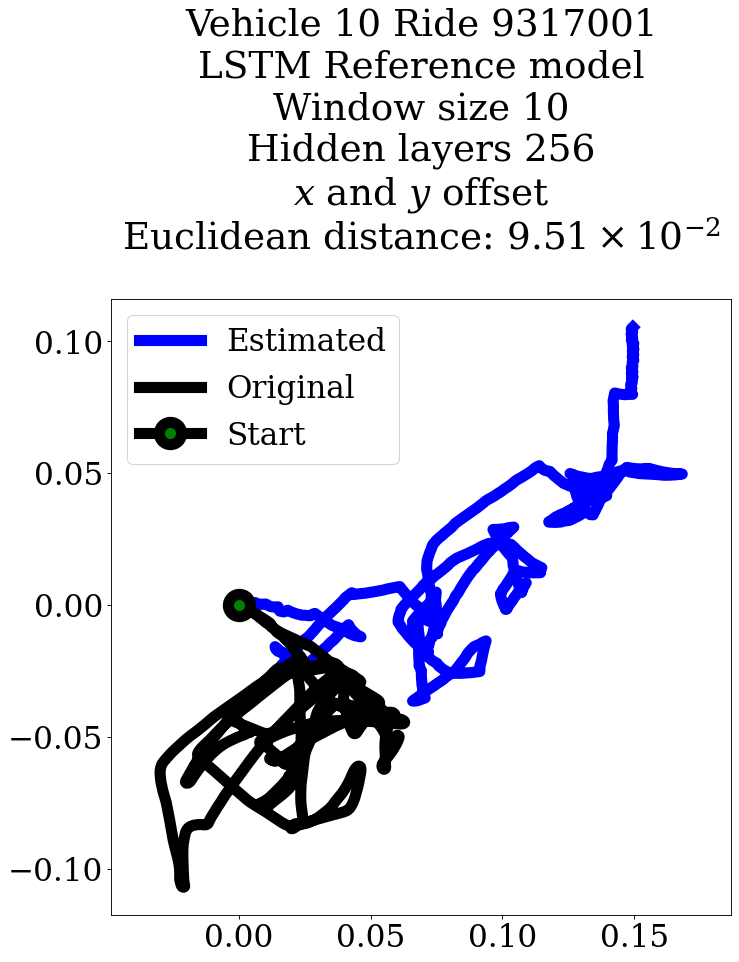 Vehicle 10 Ride 9317001
LSTM Reference model
Window size 10
Hidden layers 256
x and y offset
Euclidean distance: 9.51 × 10⁻²
Estimated
Original
Start
0.10
0.05
0.00
−0.05
−0.10
0.00 0.05 0.10 0.15